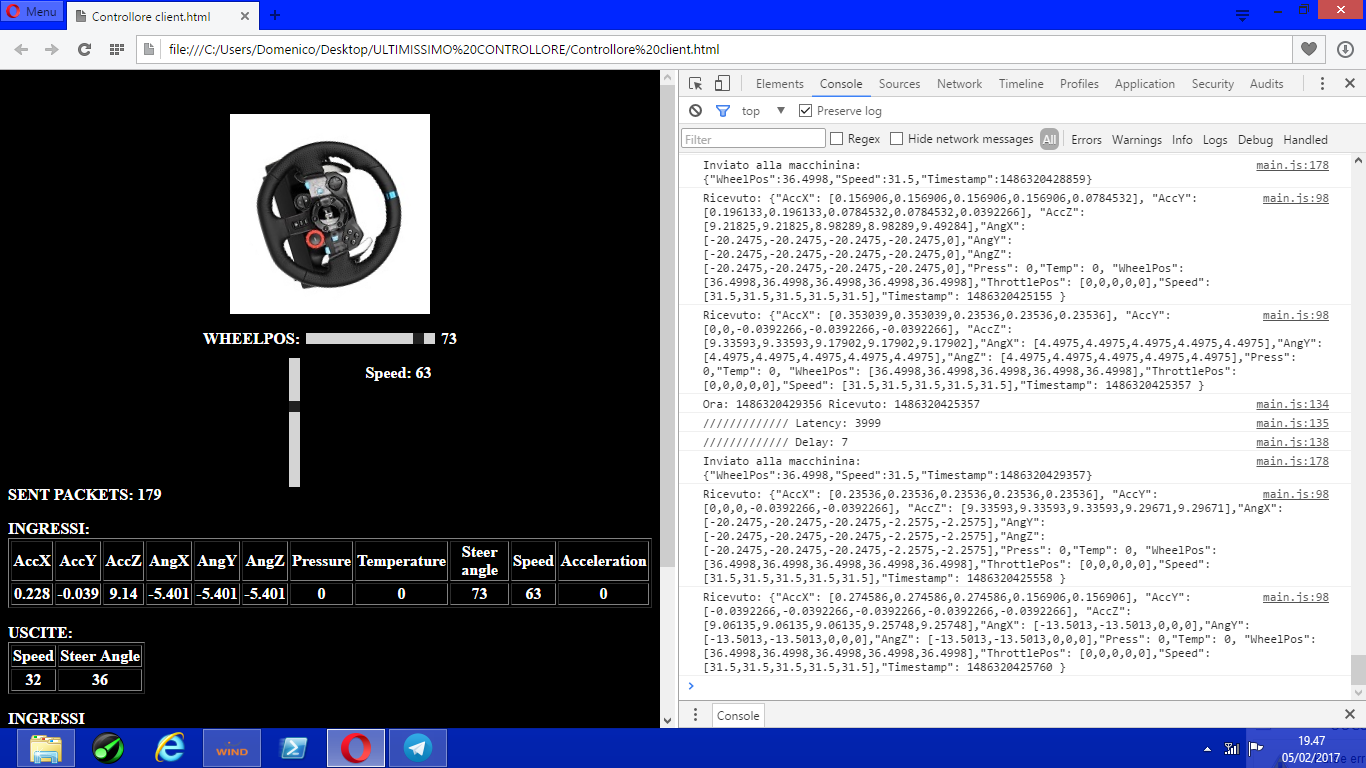 Menu
Controllore client.html
file:///C:/Users/Domenico/Desktop/ULTIMISSIMO%20CONTROLLORE/Controllore%20client.html
WHEELPOS: 73
Speed: 63
SENT PACKETS: 179
INGRESSI:
AccX AccY AccZ AngX AngY AngZ Pressure Temperature Steer angle Speed Acceleration
0.228 -0.039 9.14 -5.401 -5.401 -5.401 0 0 73 63 0
USCITE:
Speed Steer Angle
32 36
INGRESSI
Elements Console Sources Network Timeline Profiles Application Security Audits
top Preserve log
Filter Regex Hide network messages All Errors Warnings Info Logs Debug Handled
Inviato alla macchinina: main.js:178
{"WheelPos":36.4998,"Speed":31.5,"Timestamp":1486320428859}
Ricevuto: {"AccX": [0.156906,0.156906,0.156906,0.156906,0.0784532], "AccY": main.js:98
[0.196133,0.196133,0.0784532,0.0784532,0.0392266], "AccZ":
[9.21825,9.21825,8.98289,8.98289,9.49284],"AngX":
[-20.2475,-20.2475,-20.2475,-20.2475,0],"AngY":
[-20.2475,-20.2475,-20.2475,-20.2475,0],"AngZ":
[-20.2475,-20.2475,-20.2475,-20.2475,0],"Press": 0,"Temp": 0, "WheelPos":
[36.4998,36.4998,36.4998,36.4998,36.4998],"ThrottlePos": [0,0,0,0,0],"Speed":
[31.5,31.5,31.5,31.5,31.5],"Timestamp": 1486320425155 }
Ricevuto: {"AccX": [0.353039,0.353039,0.23536,0.23536,0.23536], "AccY": main.js:98
[0,0,-0.0392266,-0.0392266,-0.0392266], "AccZ":
[9.33593,9.33593,9.17902,9.17902,9.17902],"AngX": [4.4975,4.4975,4.4975,4.4975,4.4975],"AngY":
[4.4975,4.4975,4.4975,4.4975,4.4975],"AngZ": [4.4975,4.4975,4.4975,4.4975,4.4975],"Press":
0,"Temp": 0, "WheelPos": [36.4998,36.4998,36.4998,36.4998,36.4998],"ThrottlePos":
[0,0,0,0,0],"Speed": [31.5,31.5,31.5,31.5,31.5],"Timestamp": 1486320425357 }
Ora: 1486320429356 Ricevuto: 1486320425357 main.js:134
///////////// Latency: 3999 main.js:135
///////////// Delay: 7 main.js:138
Inviato alla macchinina: main.js:178
{"WheelPos":36.4998,"Speed":31.5,"Timestamp":1486320429357}
Ricevuto: {"AccX": [0.23536,0.23536,0.23536,0.23536,0.23536], "AccY": main.js:98
[0,0,0,-0.0392266,-0.0392266], "AccZ": [9.33593,9.33593,9.33593,9.29671,9.29671],"AngX":
[-20.2475,-20.2475,-20.2475,-2.2575,-2.2575],"AngY":
[-20.2475,-20.2475,-20.2475,-2.2575,-2.2575],"AngZ":
[-20.2475,-20.2475,-20.2475,-2.2575,-2.2575],"Press": 0,"Temp": 0, "WheelPos":
[36.4998,36.4998,36.4998,36.4998,36.4998],"ThrottlePos": [0,0,0,0,0],"Speed":
[31.5,31.5,31.5,31.5,31.5],"Timestamp": 1486320425558 }
Ricevuto: {"AccX": [0.274586,0.274586,0.274586,0.156906,0.156906], "AccY": main.js:98
[-0.0392266,-0.0392266,-0.0392266,-0.0392266,-0.0392266], "AccZ":
[9.06135,9.06135,9.06135,9.25748,9.25748],"AngX": [-13.5013,-13.5013,0,0,0],"AngY":
[-13.5013,-13.5013,0,0,0],"AngZ": [-13.5013,-13.5013,0,0,0],"Press": 0,"Temp": 0, "WheelPos":
[36.4998,36.4998,36.4998,36.4998,36.4998],"ThrottlePos": [0,0,0,0,0],"Speed":
[31.5,31.5,31.5,31.5,31.5],"Timestamp": 1486320425760 }
Console
WIND
19.47
05/02/2017